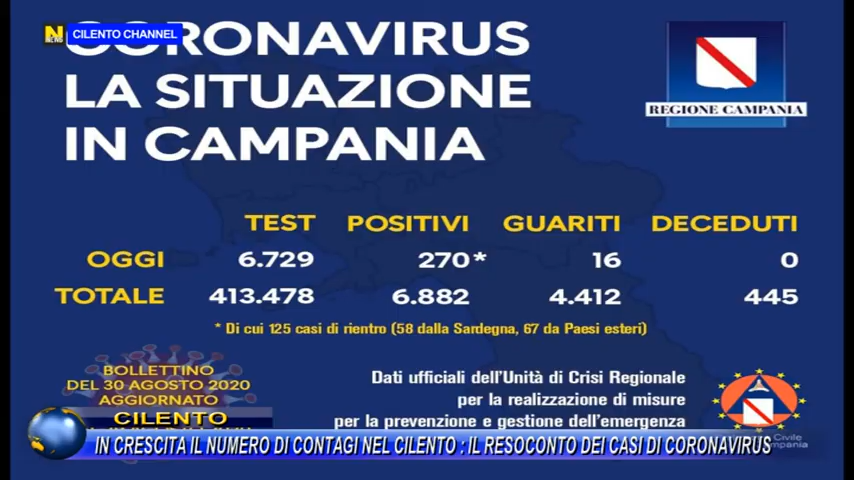 CILENTO CHANNEL
CORONAVIRUS
LA SITUAZIONE
IN CAMPANIA
REGIONE CAMPANIA
TEST POSITIVI GUARITI DECEDUTI
OGGI 6.729 270* 16 0
TOTALE 413.478 6.882 4.412 445
* Di cui 125 casi di rientro (58 dalla Sardegna, 67 da Paesi esteri)
BOLLETTINO
DEL 30 AGOSTO 2020
AGGIORNATO
CILENTO
Dati ufficiali dell'Unità di Crisi Regionale
per la realizzazione di misure
per la prevenzione e gestione dell'emergenza
Civile
IN CRESCITA IL NUMERO DI CONTAGI NEL CILENTO : IL RESOCONTO DEI CASI DI CORONAVIRUS